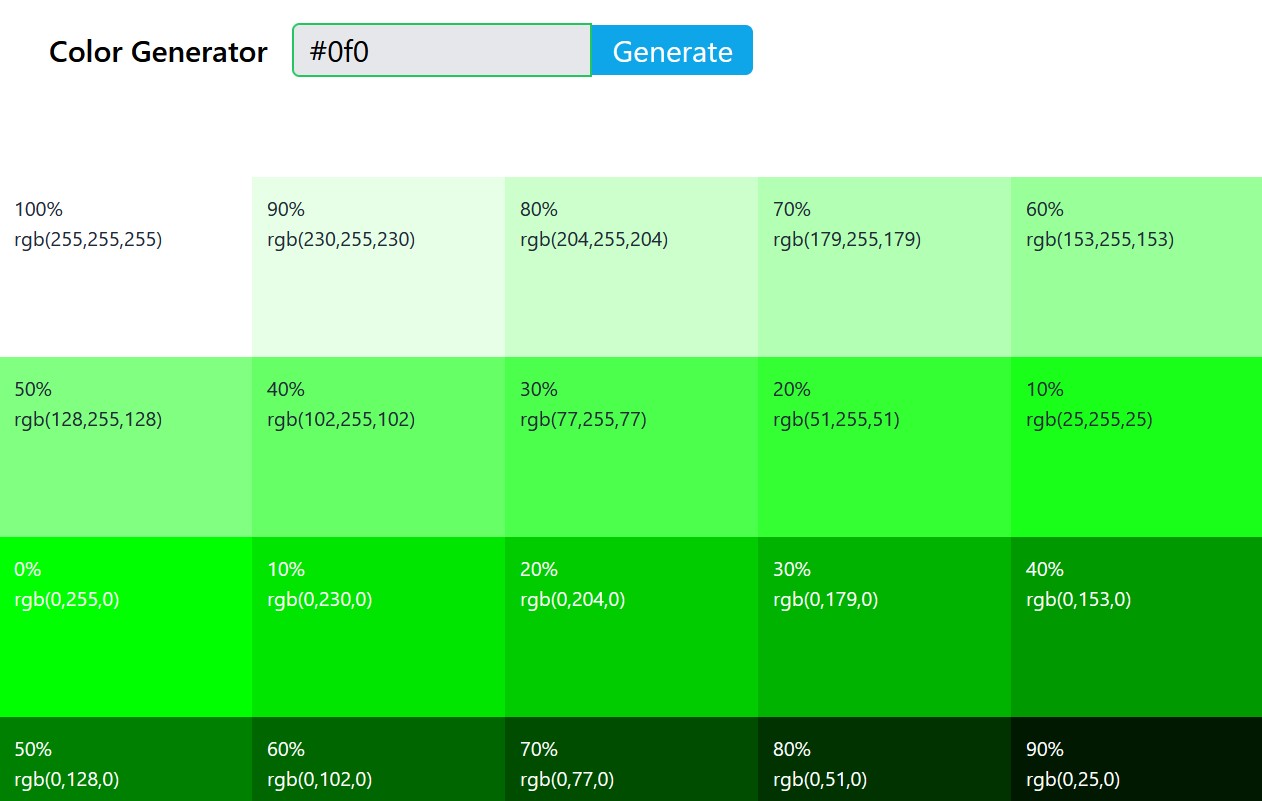 Color Generator #0f0 Generate
100% 90% 80% 70% 60%
rgb(255,255,255) rgb(230,255,230) rgb(204,255,204) rgb(179,255,179) rgb(153,255,153)
50% 40% 30% 20% 10%
rgb(128,255,128) rgb(102,255,102) rgb(77,255,77) rgb(51,255,51) rgb(25,255,25)
0% 10% 20% 30% 40%
rgb(0,255,0) rgb(0,230,0) rgb(0,204,0) rgb(0,179,0) rgb(0,153,0)
50% 60% 70% 80% 90%
rgb(0,128,0) rgb(0,102,0) rgb(0,77,0) rgb(0,51,0) rgb(0,25,0)